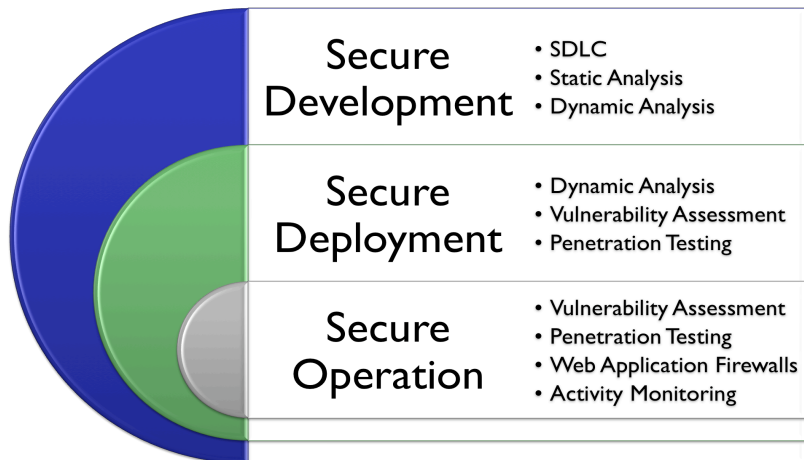 Secure
Development
• SDLC
• Static Analysis
• Dynamic Analysis
Secure
Deployment
• Dynamic Analysis
• Vulnerability Assessment
• Penetration Testing
Secure
Operation
• Vulnerability Assessment
• Penetration Testing
• Web Application Firewalls
• Activity Monitoring